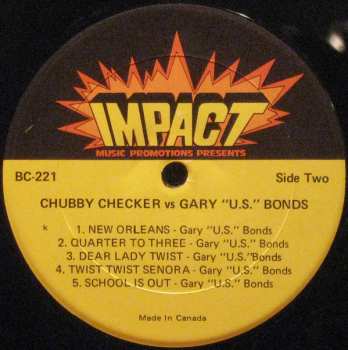 IMPACT
MUSIC PROMOTIONS PRESENTS
BC-221 Side Two
CHUBBY CHECKER vs GARY "U.S." BONDS
1. NEW ORLEANS - Gary "U.S." Bonds
2. QUARTER TO THREE - Gary "U.S." Bonds
3. DEAR LADY TWIST - Gary "U.S."Bonds
4. TWIST TWIST SENORA - Gary "U.S." Bonds
5. SCHOOL IS OUT - Gary "U.S." Bonds
Made In Canada